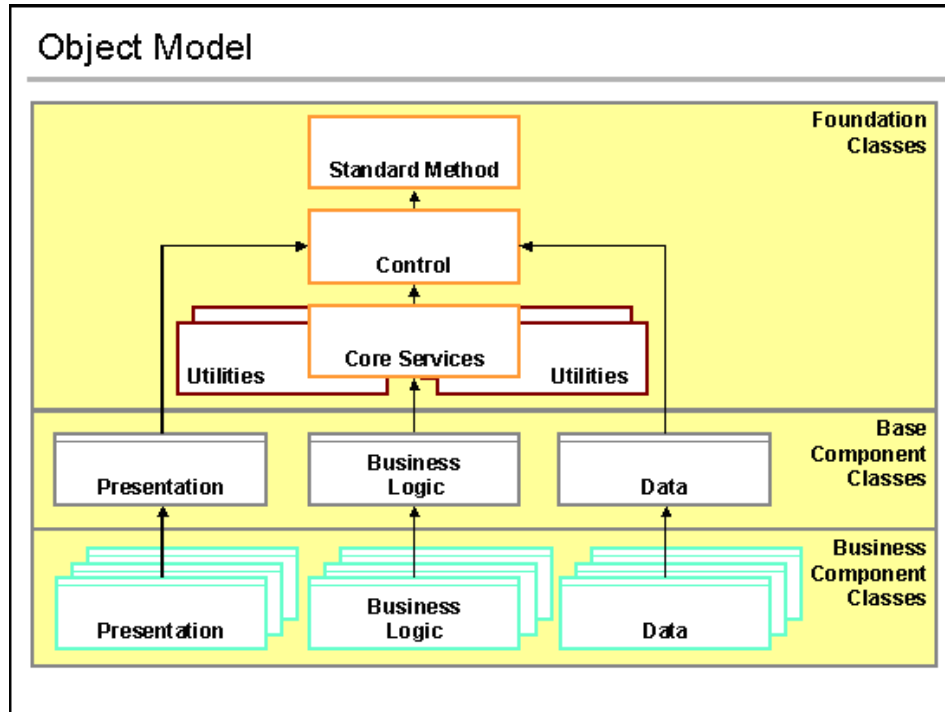 Object Model
Foundation
Classes
Standard Method
Control
Core Services
Utilities
Utilities
Base
Component
Classes
Presentation
Business
Logic
Data
Business
Component
Classes
Presentation
Business
Logic
Data